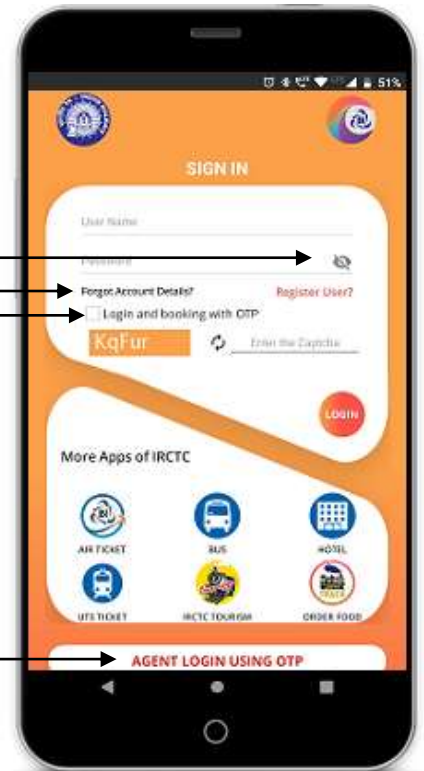 51%
SIGN IN
User Name
Password
Forgot Account Details? Register User?
Login and booking with OTP
KqFur Enter the Captcha
LOGIN
More Apps of IRCTC
AIR TICKET BUS HOTEL
UTS TICKET IRCTC TOURISM ORDER FOOD
AGENT LOGIN USING OTP